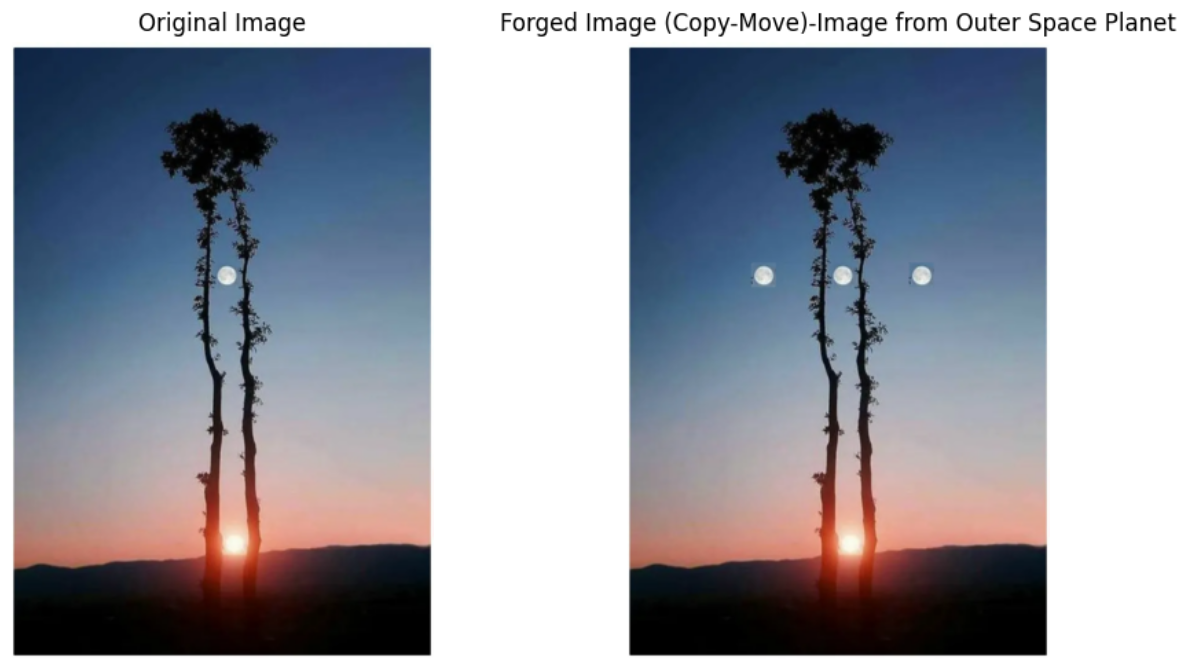 Original Image
Forged Image (Copy-Move)-Image from Outer Space Planet